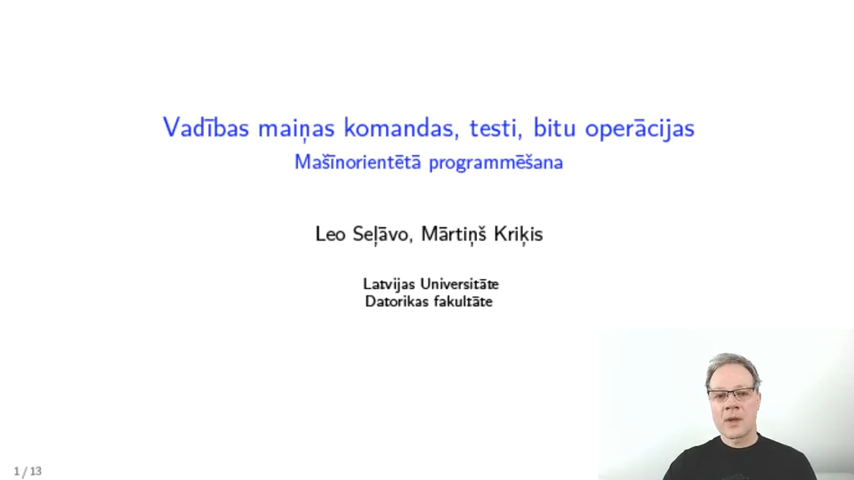 Vadības maiņas komandas, testi, bitu operācijas
Mašīnorientētā programmēšana
Leo Seļāvo, Mārtiņš Kriķis
Latvijas Universitāte
Datorikas fakultāte
1 / 13